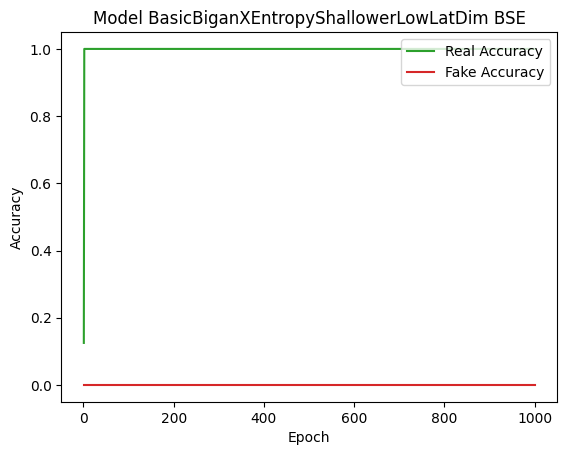 Model BasicBiganXEntropyShallowerLowLatDim BSE
Real Accuracy
Fake Accuracy
1.0
0.8
0.6
0.4
0.2
0.0
Accuracy
0
200
400
600
800
1000
Epoch